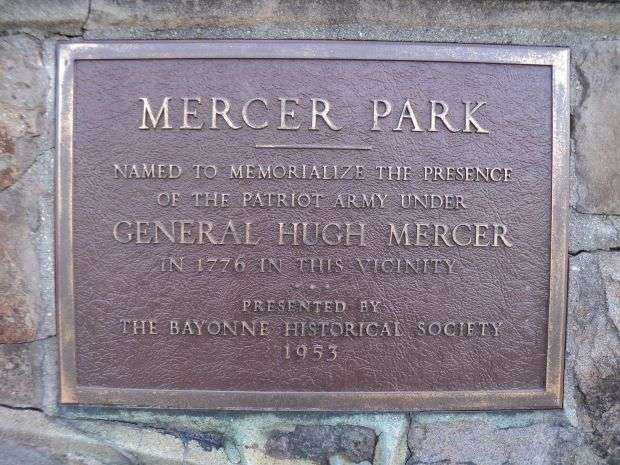 MERCER PARK
NAMED TO MEMORIALIZE THE PRESENCE
OF THE PATRIOT ARMY UNDER
GENERAL HUGH MERCER
IN 1776 IN THIS VICINITY
PRESENTED BY
THE BAYONNE HISTORICAL SOCIETY
1953